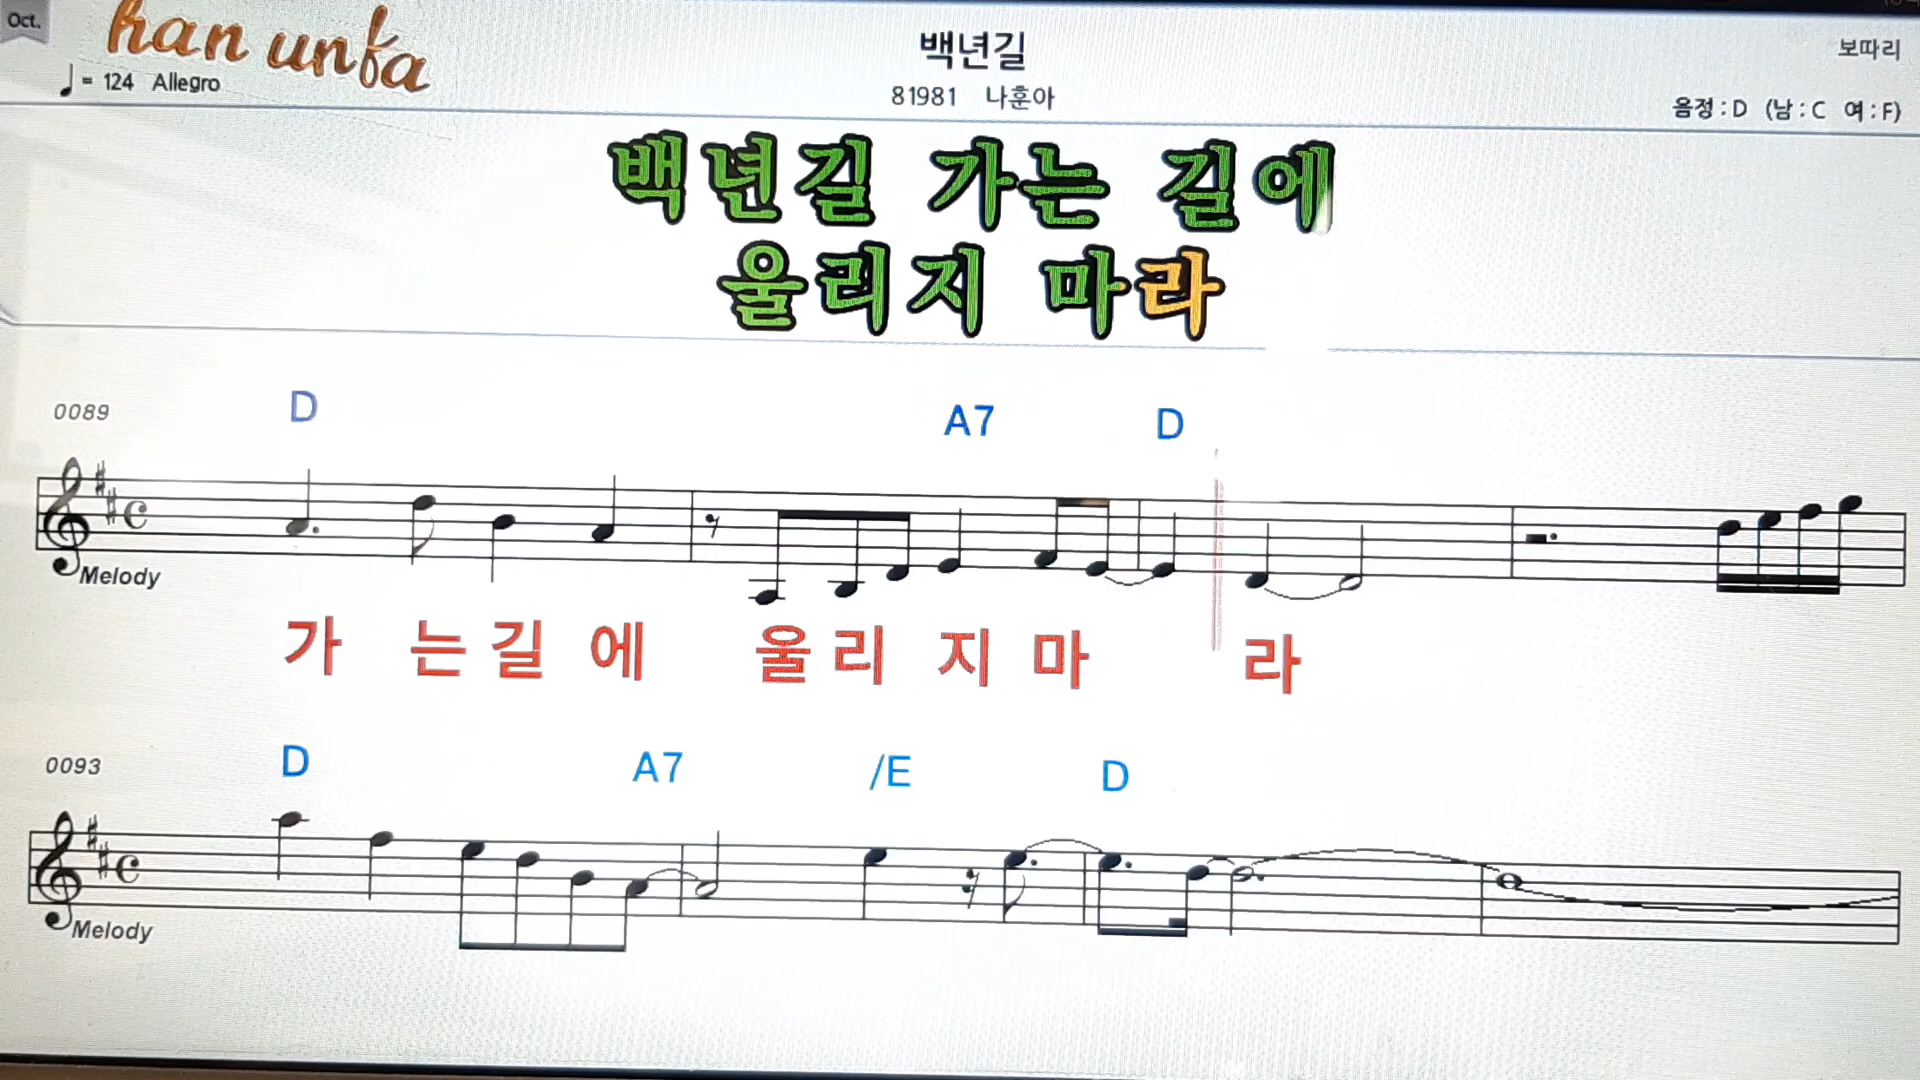 Oct.
han unfa
♩ = 124 Allegro
백년길
81981 나훈아
보따리
음정 : D (남 : C 여 : F)
백년길 가는 길에
울리지 마라
0089
D A7 D
Melody
가 는 길 에 울 리 지 마 라
0093
D A7 /E D
Melody